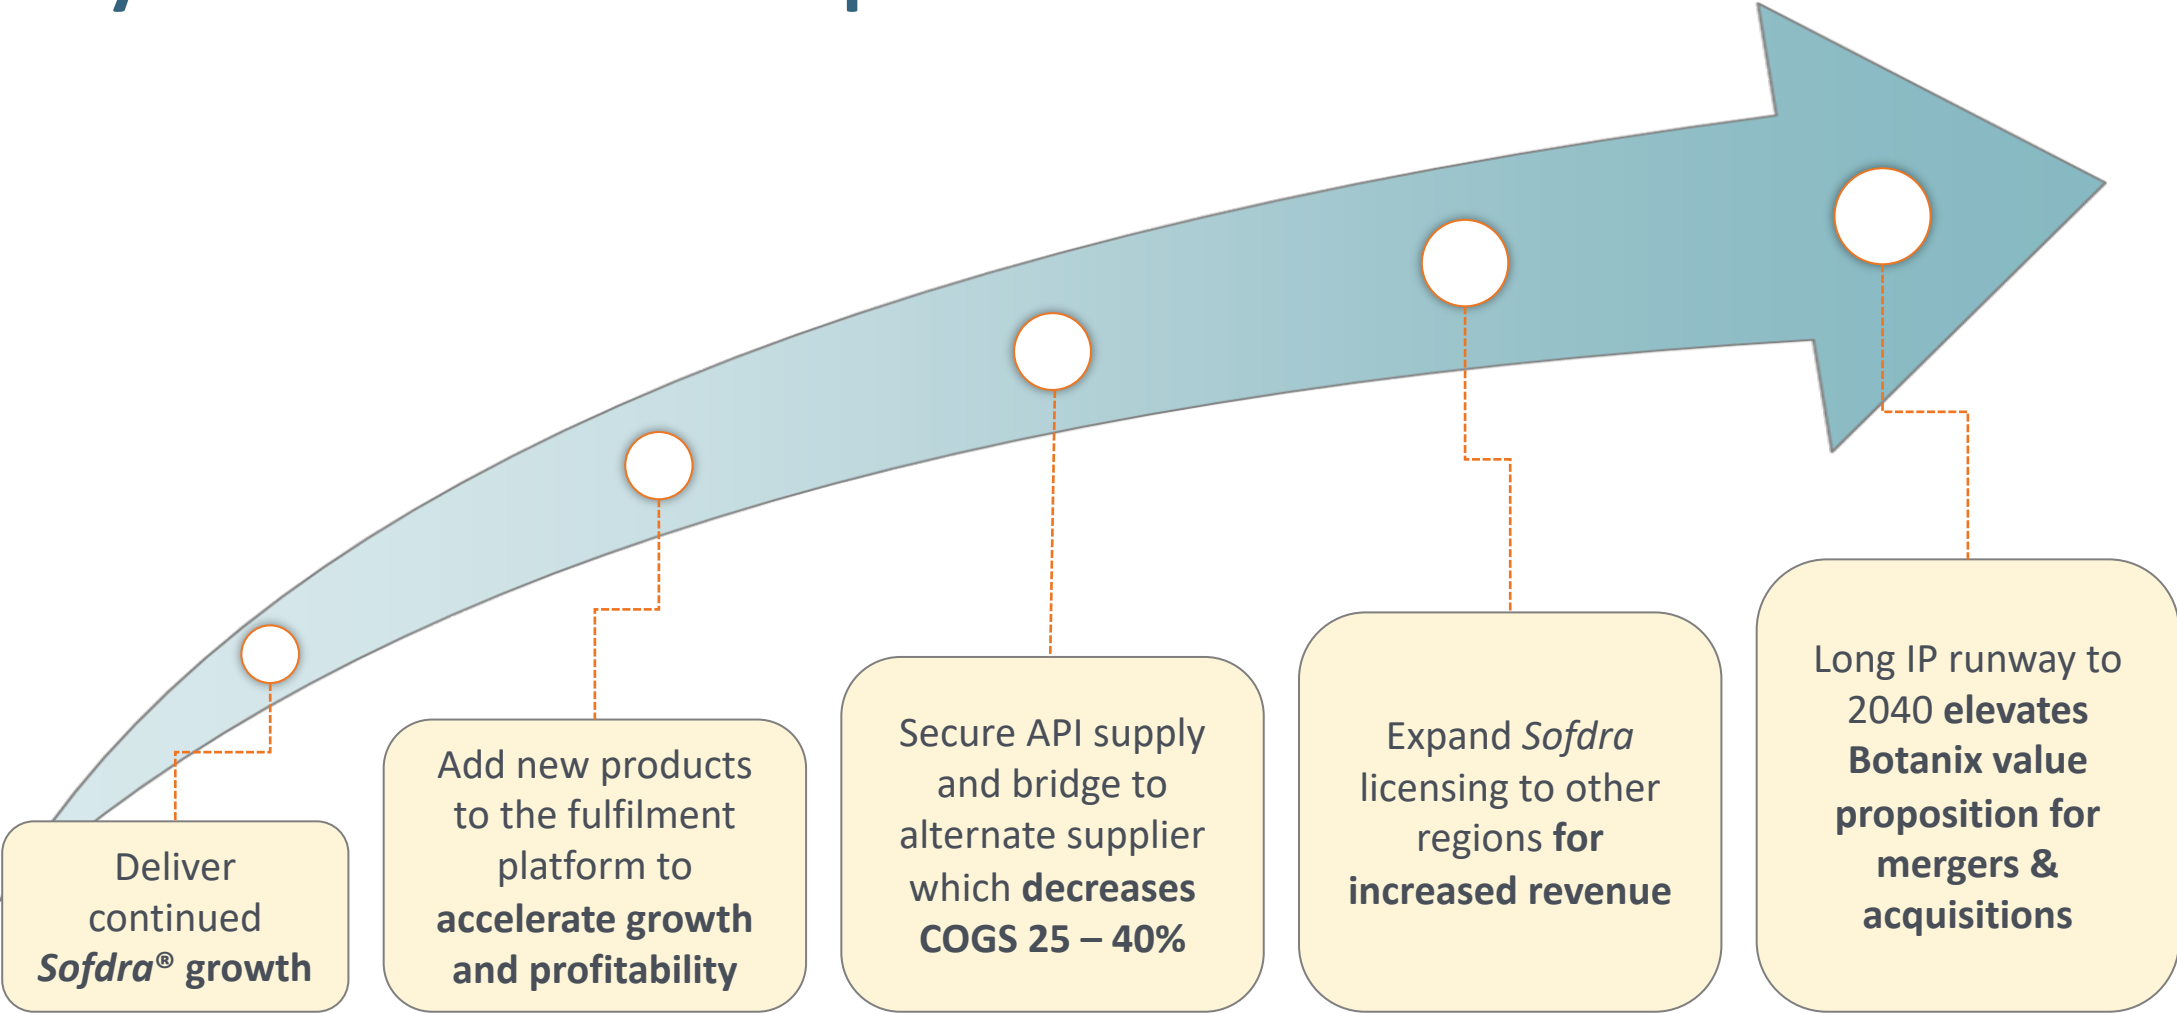 Deliver
continued
Sofdra® growth
Add new products
to the fulfilment
platform to
accelerate growth
and profitability
Secure API supply
and bridge to
alternate supplier
which decreases
COGS 25 – 40%
Expand Sofdra
licensing to other
regions for
increased revenue
Long IP runway to
2040 elevates
Botanix value
proposition for
mergers &
acquisitions